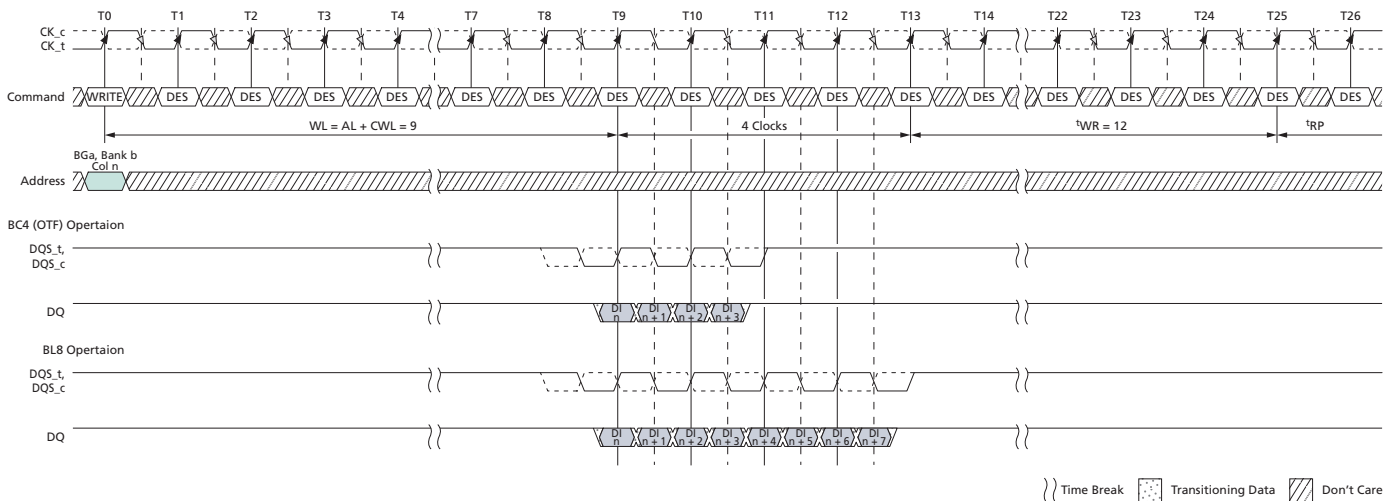 T0 T1 T2 T3 T4 T7 T8 T9 T10 T11 T12 T13 T14 T22 T23 T24 T25 T26
CK_c
CK_t
Command WRITE DES DES DES DES DES DES DES DES DES DES DES DES DES DES DES DES DES
WL = AL + CWL = 9 4 Clocks tWR = 12 tRP
BGa, Bank b
Col n
Address
BC4 (OTF) Opertaion
DQS_t,
DQS_c
DQ DI n DI n + 1 DI n + 2 DI n + 3
BL8 Opertaion
DQS_t,
DQS_c
DQ DI n DI n + 1 DI n + 2 DI n + 3 DI n + 4 DI n + 5 DI n + 6 DI n + 7
Time Break Transitioning Data Don't Care